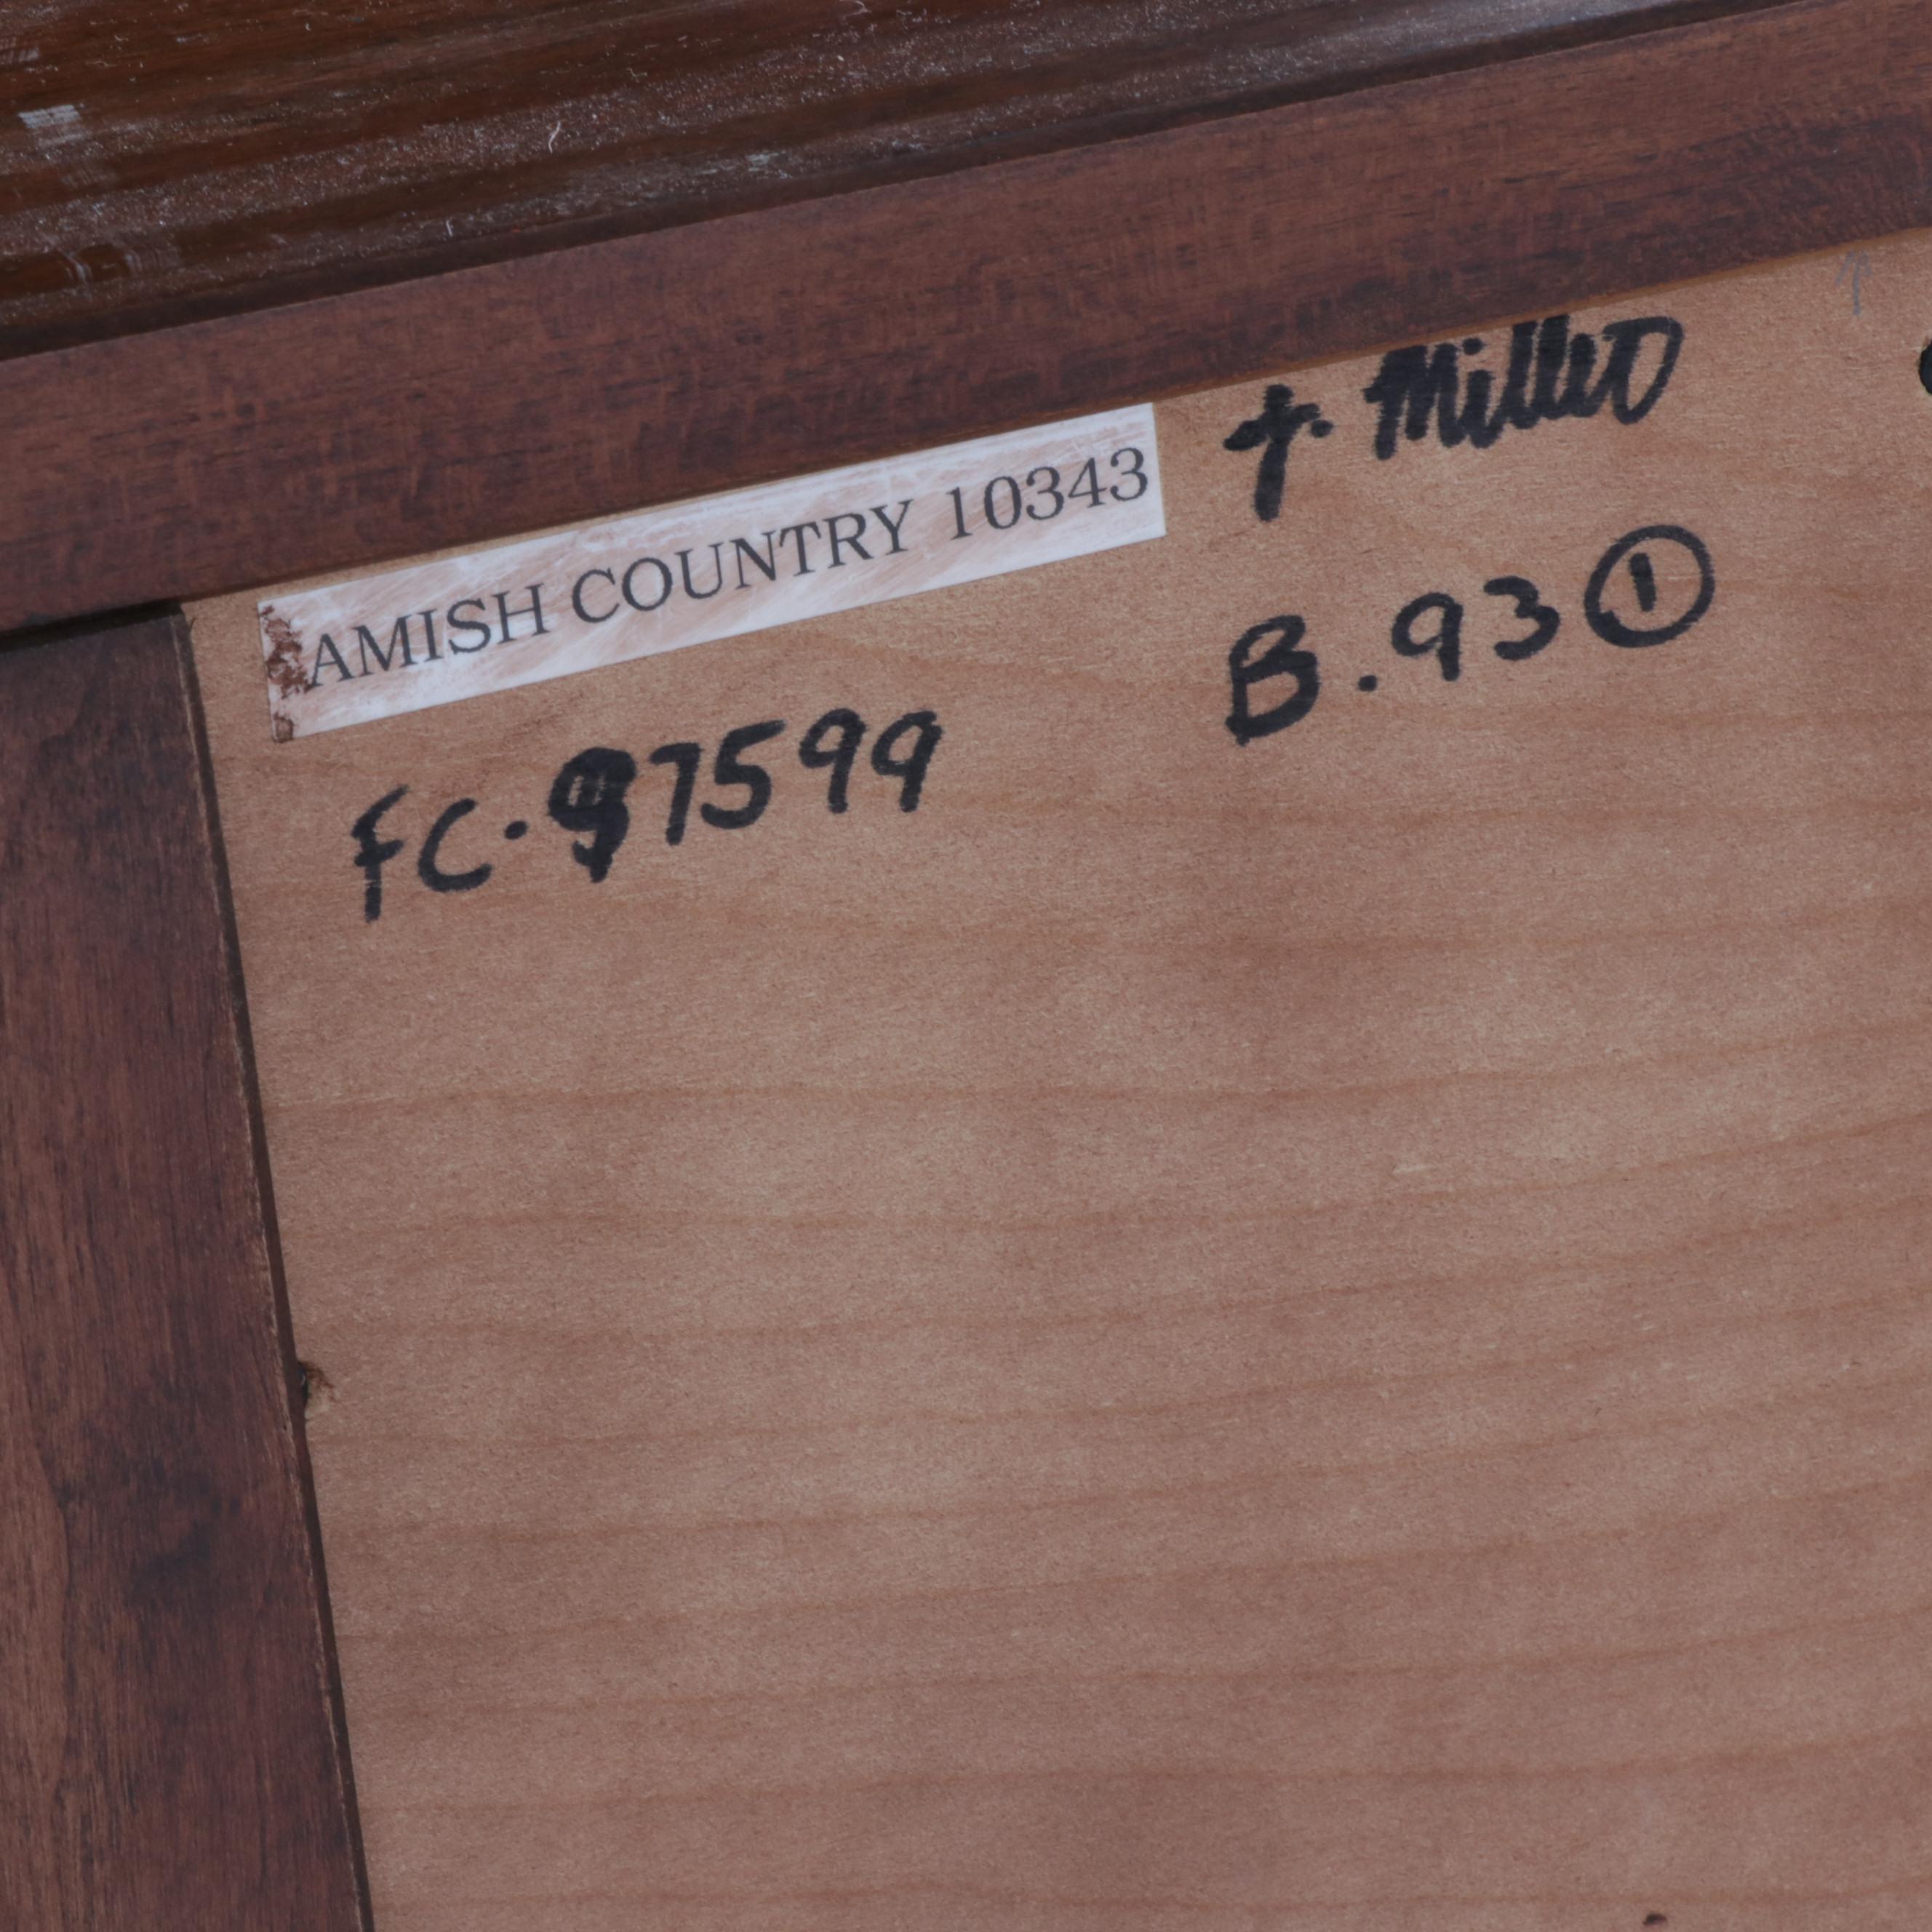 AMISH COUNTRY 10343
Miller
B.93 ①
FC.97599